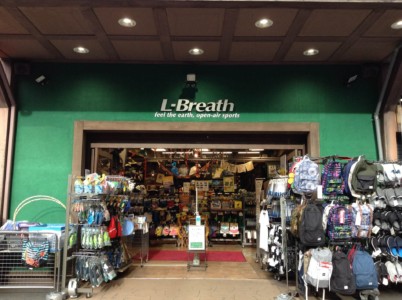 L-Breath
feel the earth, open-air sports